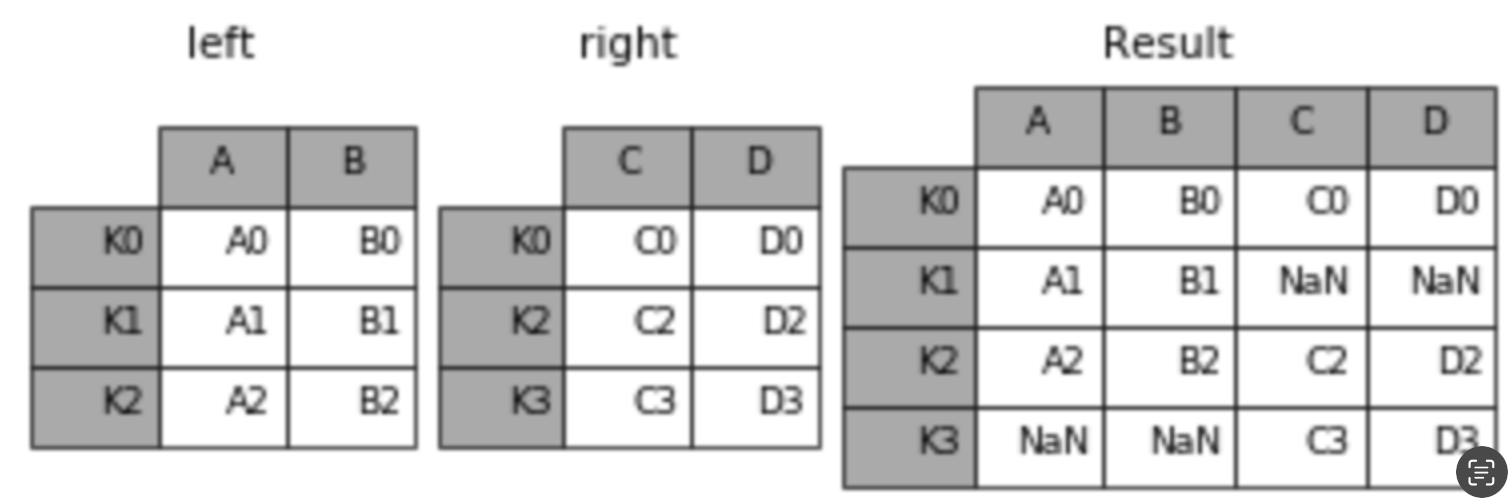 left right Result
A B C D A B C D
K0 A0 B0 K0 C0 D0 K0 A0 B0 C0 D0
K1 A1 B1 K2 C2 D2 K1 A1 B1 NaN NaN
K2 A2 B2 K3 C3 D3 K2 A2 B2 C2 D2
K3 NaN NaN C3 D3